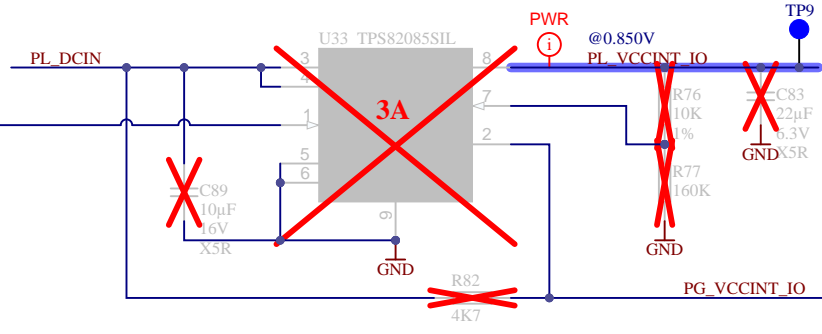 TP9
PWR
i
U33 TPS82085SIL
@0.850V
PL_DCIN
PL_VCCINT_IO
3
8
4
3A
R76
10K
1%
C83
22µF
6.3V
X5R
7
1
2
GND
5
6
R77
160K
C89
10µF
16V
X5R
9
GND
GND
R82
4K7
PG_VCCINT_IO